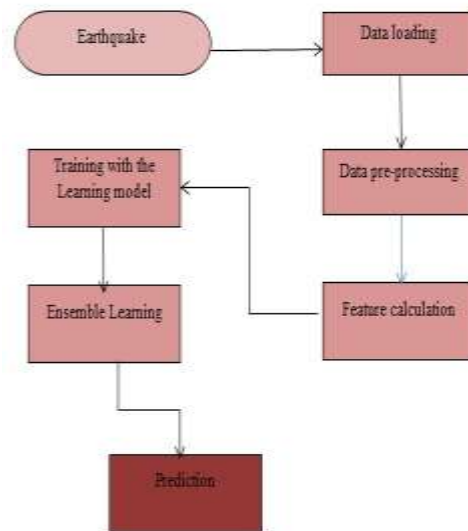 Earthquake
Data loading
Data pre-processing
Feature calculation
Training with the
Learning model
Ensemble Learning
Prediction